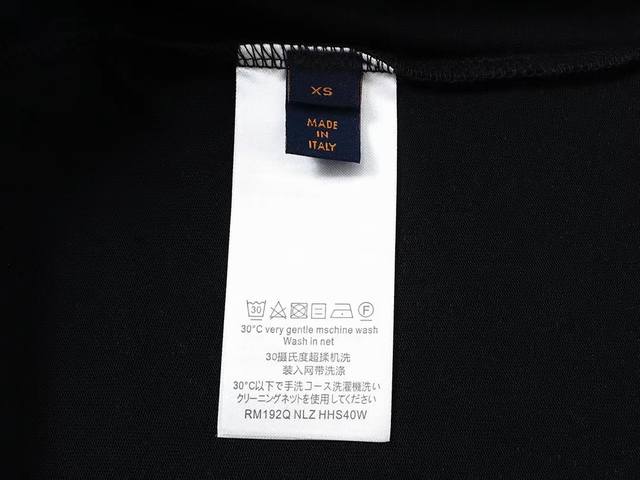 XS
MADE
IN
ITALY
30
F
30°C very gentle mschine wash
Wash in net
30攝氏度超揉机洗
装入网带洗涤
30°C以下で手洗コース洗濯機洗い
クリーニングネットを使用してください
RM192Q NLZ HHS40W